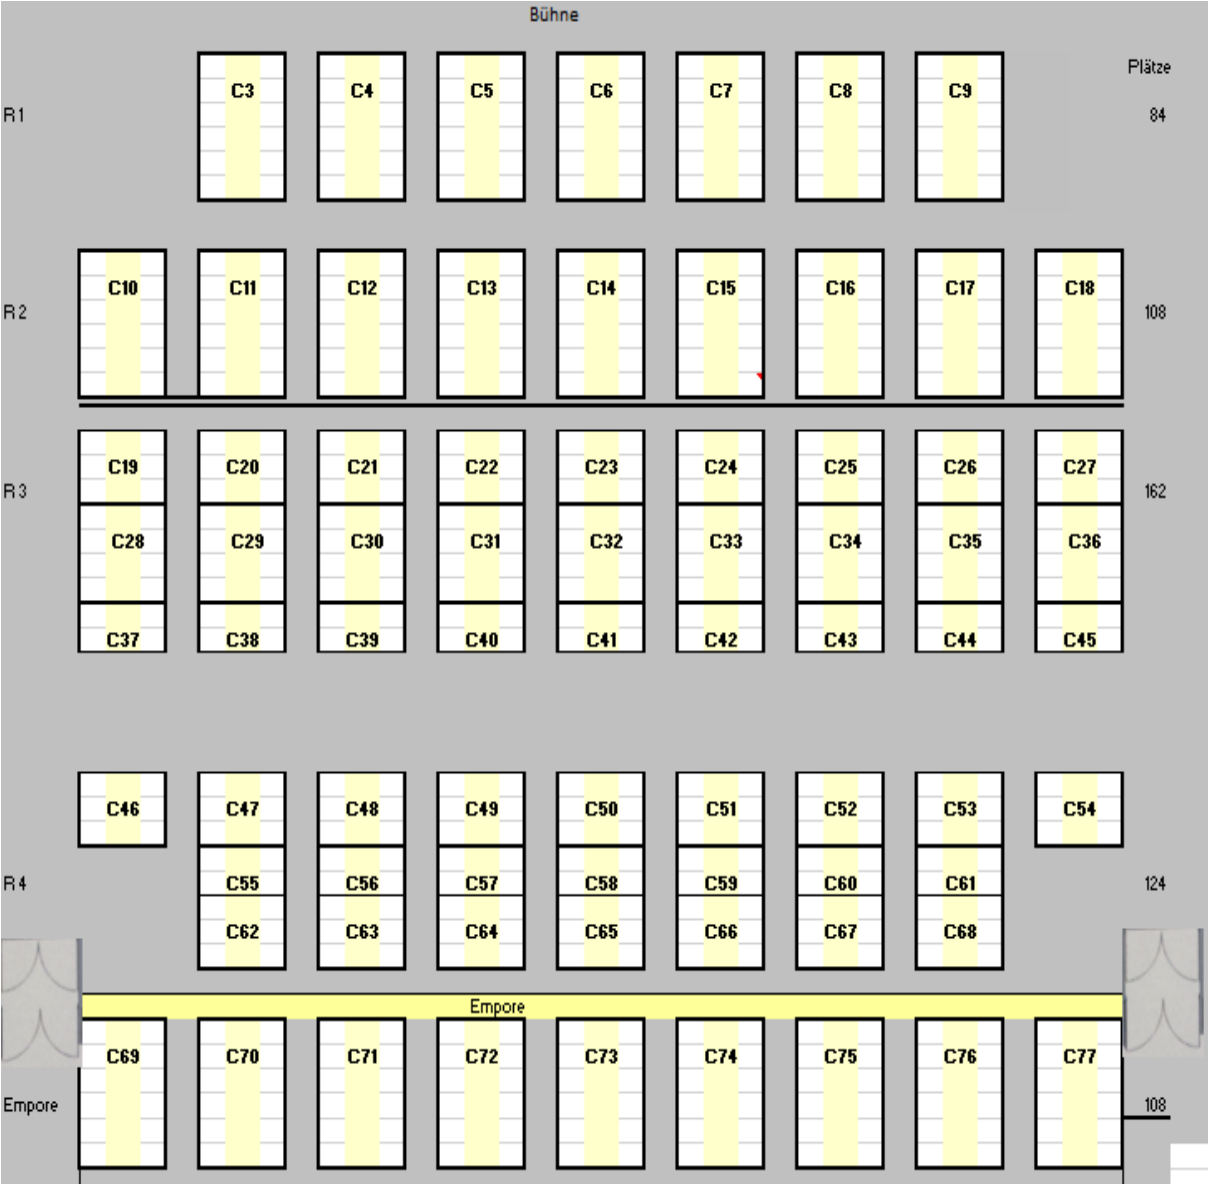 Bühne
Plätze
C3 C4 C5 C6 C7 C8 C9
R1 84
C10 C11 C12 C13 C14 C15 C16 C17 C18
R2 108
C19 C20 C21 C22 C23 C24 C25 C26 C27
R3 162
C28 C29 C30 C31 C32 C33 C34 C35 C36
C37 C38 C39 C40 C41 C42 C43 C44 C45
C46 C47 C48 C49 C50 C51 C52 C53 C54
R4 C55 C56 C57 C58 C59 C60 C61 124
C62 C63 C64 C65 C66 C67 C68
Empore
C69 C70 C71 C72 C73 C74 C75 C76 C77
Empore 108